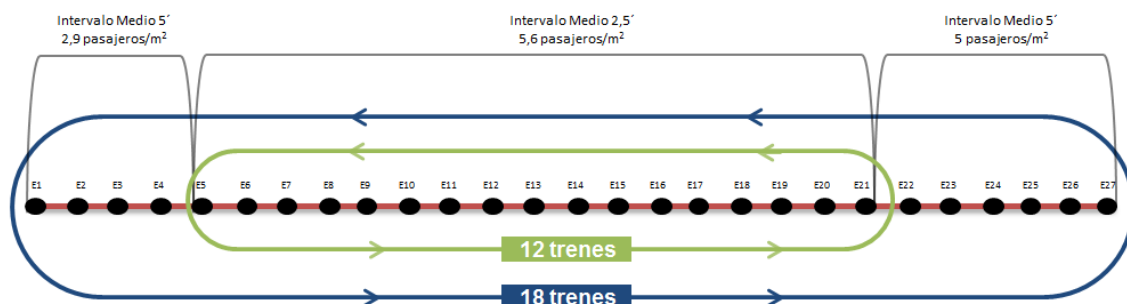 Intervalo Medio 5´
2,9 pasajeros/m²
Intervalo Medio 2,5´
5,6 pasajeros/m²
Intervalo Medio 5´
5 pasajeros/m²
E1 E2 E3 E4 E5 E6 E7 E8 E9 E10 E11 E12 E13 E14 E15 E16 E17 E18 E19 E20 E21 E22 E23 E24 E25 E26 E27
12 trenes
18 trenes